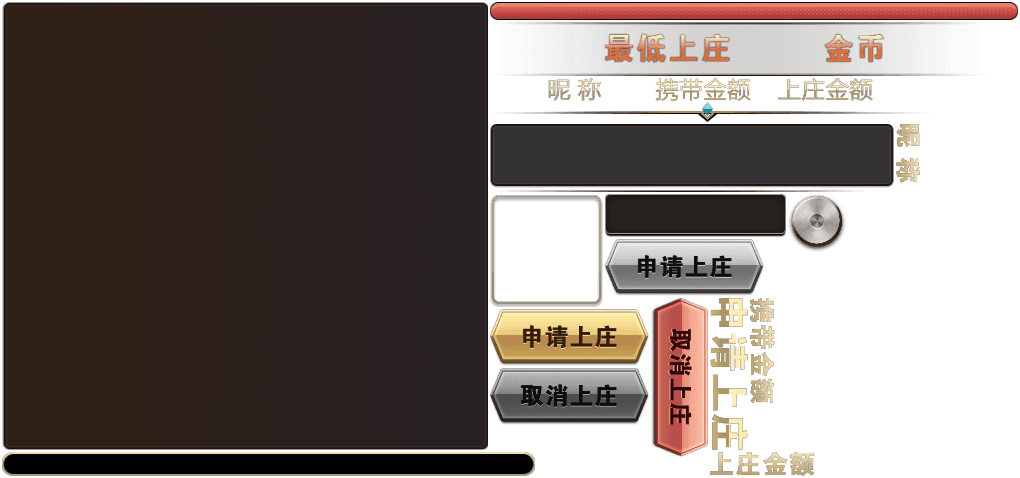 最低上庄 金币
昵 称 携带金额 上庄金额
昵 称
申请上庄
申请上庄
取消上庄
取消上庄
申请上庄
携带金额
上庄金额